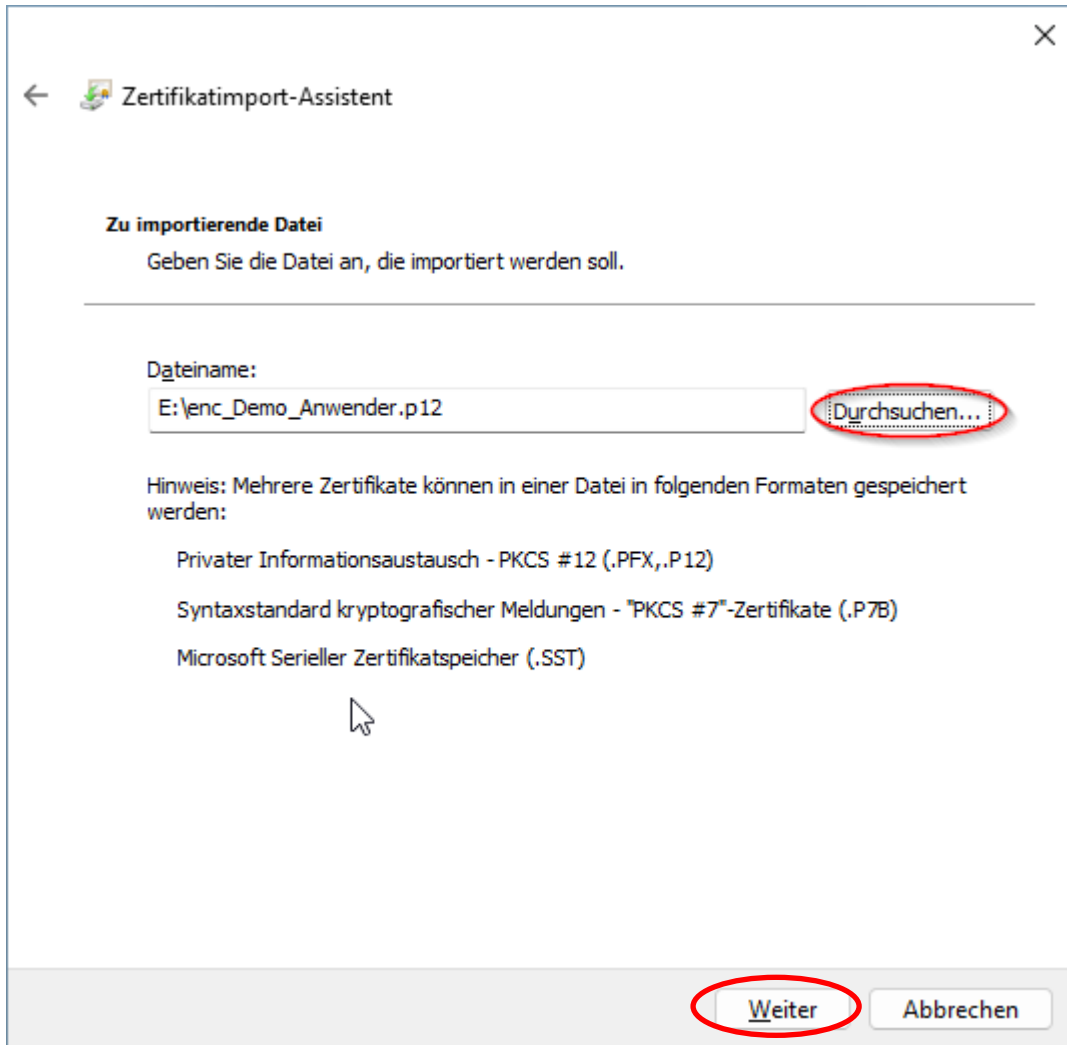 Zertifikatimport-Assistent
Zu importierende Datei
Geben Sie die Datei an, die importiert werden soll.
Dateiname:
E:\enc_Demo_Anwender.p12
Durchsuchen...
Hinweis: Mehrere Zertifikate können in einer Datei in folgenden Formaten gespeichert
werden:
Privater Informationsaustausch - PKCS #12 (.PFX,.P12)
Syntaxstandard kryptografischer Meldungen - "PKCS #7"-Zertifikate (.P7B)
Microsoft Serieller Zertifikatspeicher (.SST)
Weiter
Abbrechen